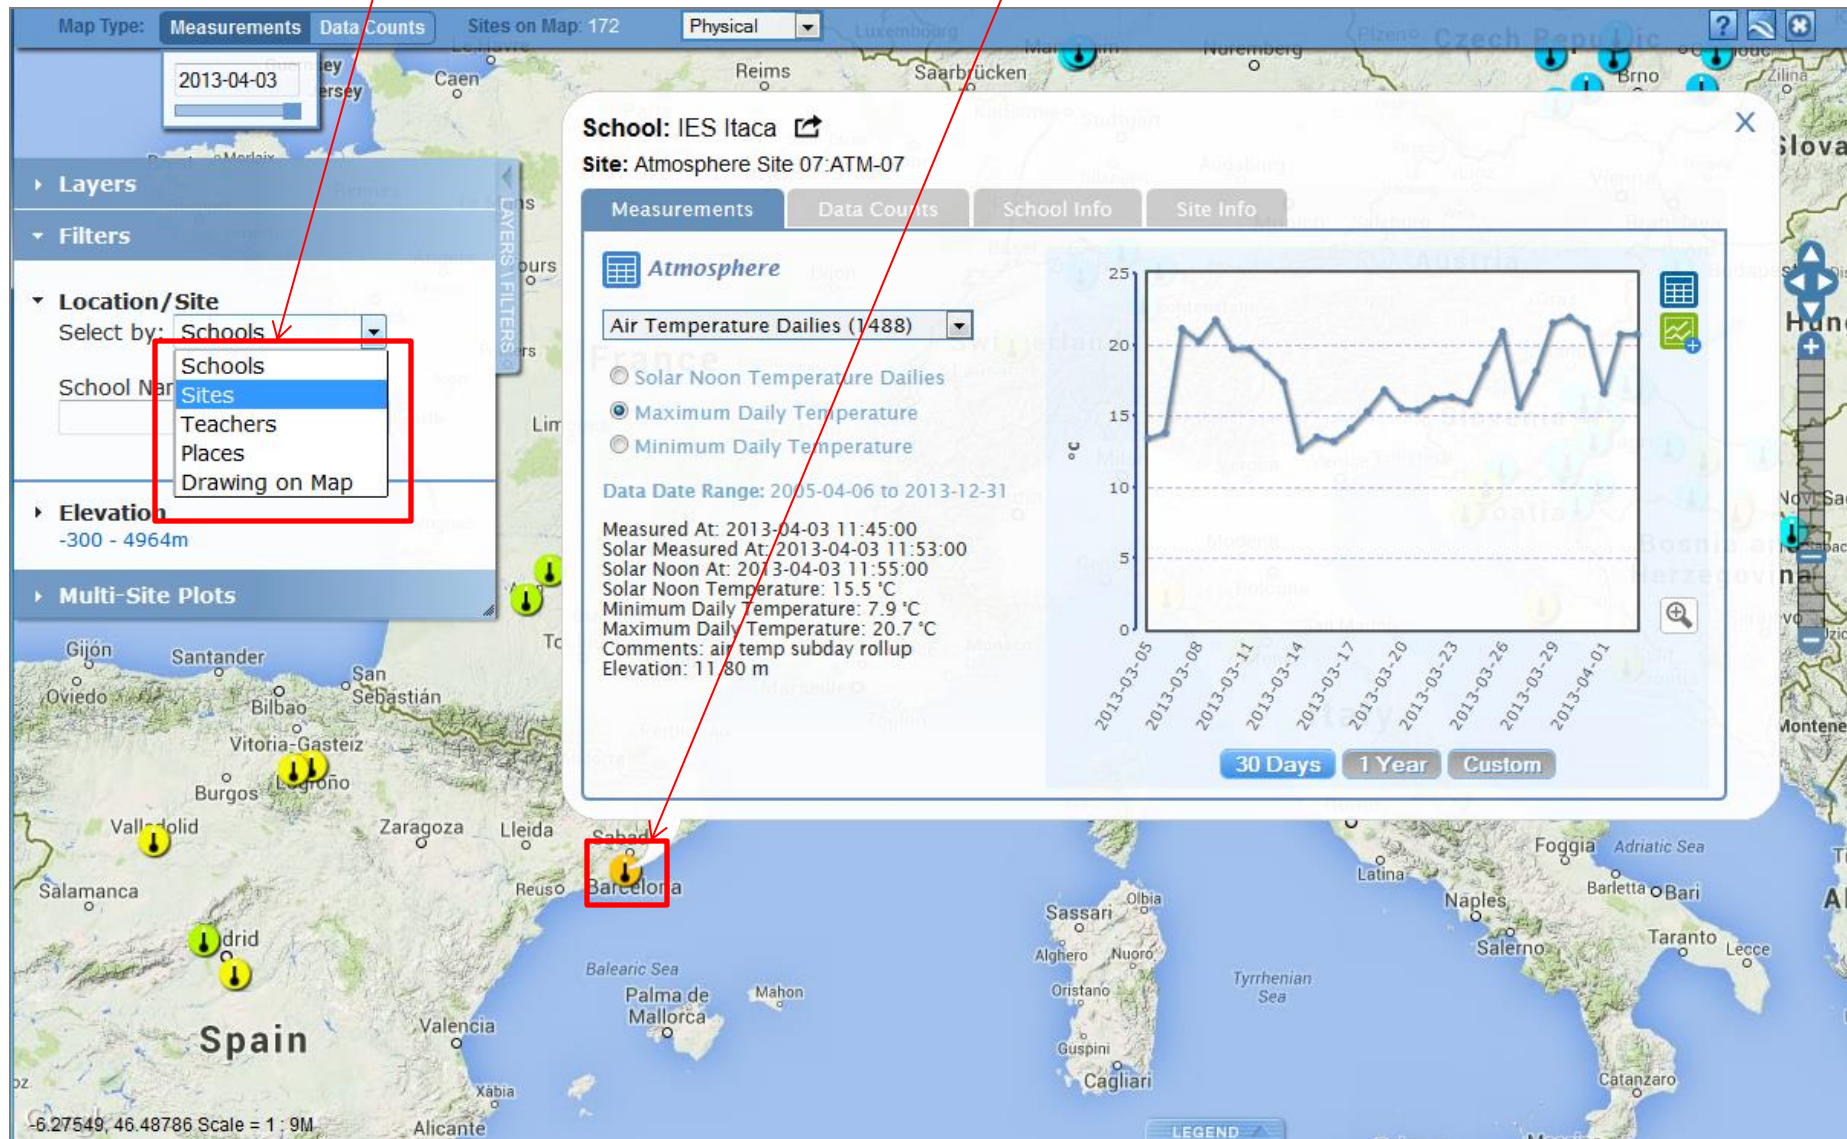 Map Type: Measurements Data Counts Sites on Map: 172 Physical ?
2013-04-03
Caen
Reims
Luxembourg
Saarbrücken
Nuremberg
Czech Republic
Brno
Žilina
Layers
Filters
LAYERS \ FILTERS
Location/Site
Select by: Schools
Schools
Sites
Teachers
Places
Drawing on Map
Elevation
-300 - 4964m
Multi-Site Plots
School: IES Itaca
X
Site: Atmosphere Site 07:ATM-07
Measurements Data Counts School Info Site Info
Atmosphere
Air Temperature Dailies (1488)
Solar Noon Temperature Dailies
Maximum Daily Temperature
Minimum Daily Temperature
Data Date Range: 2005-04-06 to 2013-12-31
Measured At: 2013-04-03 11:45:00
Solar Measured At: 2013-04-03 11:53:00
Solar Noon At: 2013-04-03 11:55:00
Solar Noon Temperature: 15.5 °C
Minimum Daily Temperature: 7.9 °C
Maximum Daily Temperature: 20.7 °C
Comments: air temp subday rollup
Elevation: 11.80 m
25
20
15
10
5
0
°C
2013-03-05 2013-03-08 2013-03-11 2013-03-14 2013-03-17 2013-03-20 2013-03-23 2013-03-26 2013-03-29 2013-04-01
30 Days 1 Year Custom
Gijón
Santander
San Sebastián
Oviedo
Bilbao
Vitoria-Gasteiz
Burgos
Logroño
Valladolid
Zaragoza
Lleida
Salamanca
Reuso
Barcelona
Madrid
Balearic Sea
Palma de Mallorca
Mahon
Spain
Valencia
Xàbia
Alicante
Sassari
Olbia
Alghero
Nuoro
Oristano
Guspini
Cagliari
Tyrrhenian Sea
Latina
Foggia
Adriatic Sea
Barletta
Bari
Naples
Salerno
Taranto
Lecce
Catanzaro
-6.27549, 46.48786 Scale = 1 : 9M
LEGEND